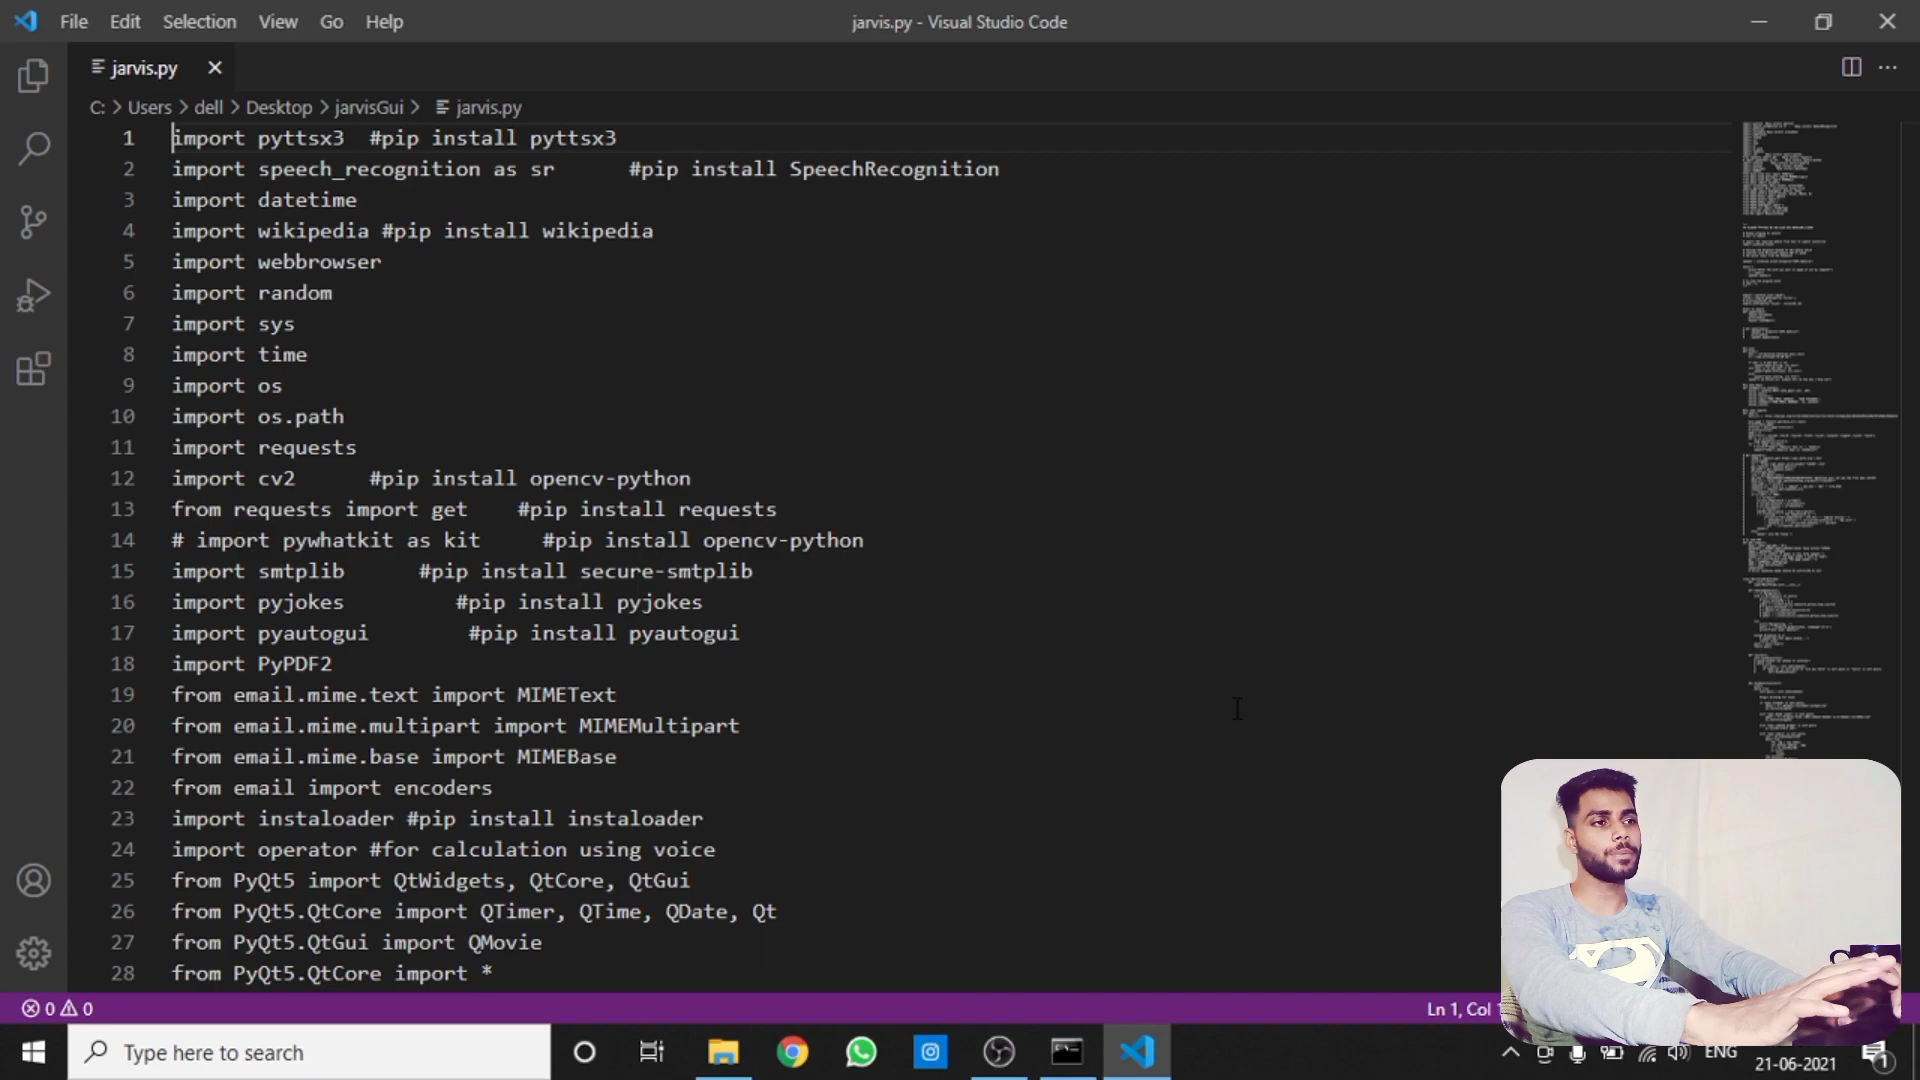 File Edit Selection View Go Help
jarvis.py - Visual Studio Code
jarvis.py
C: > Users > dell > Desktop > jarvisGui > jarvis.py
1 import pyttsx3  #pip install pyttsx3
2 import speech_recognition as sr      #pip install SpeechRecognition
3 import datetime
4 import wikipedia #pip install wikipedia
5 import webbrowser
6 import random
7 import sys
8 import time
9 import os
10 import os.path
11 import requests
12 import cv2      #pip install opencv-python
13 from requests import get    #pip install requests
14 # import pywhatkit as kit     #pip install opencv-python
15 import smtplib      #pip install secure-smtplib
16 import pyjokes         #pip install pyjokes
17 import pyautogui        #pip install pyautogui
18 import PyPDF2
19 from email.mime.text import MIMEText
20 from email.mime.multipart import MIMEMultipart
21 from email.mime.base import MIMEBase
22 from email import encoders
23 import instaloader #pip install instaloader
24 import operator #for calculation using voice
25 from PyQt5 import QtWidgets, QtCore, QtGui
26 from PyQt5.QtCore import QTimer, QTime, QDate, Qt
27 from PyQt5.QtGui import QMovie
28 from PyQt5.QtCore import *
0 0
Ln 1, Col
Type here to search
ENG
21-06-2021
1